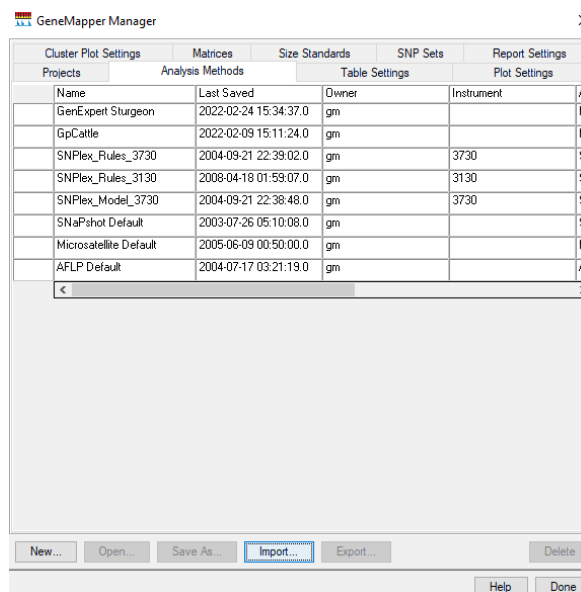 GeneMapper Manager
Cluster Plot Settings Matrices Size Standards SNP Sets Report Settings
Projects Analysis Methods Table Settings Plot Settings
Name Last Saved Owner Instrument
GenExpert Sturgeon 2022-02-24 15:34:37.0 gm
GpCattle 2022-02-09 15:11:24.0 gm
SNPlex_Rules_3730 2004-09-21 22:39:02.0 gm 3730
SNPlex_Rules_3130 2008-04-18 01:59:07.0 gm 3130
SNPlex_Model_3730 2004-09-21 22:38:48.0 gm 3730
SNaPshot Default 2003-07-26 05:10:08.0 gm
Microsatellite Default 2005-06-09 00:50:00.0 gm
AFLP Default 2004-07-17 03:21:19.0 gm
New... Open... Save As... Import... Export... Delete
Help Done